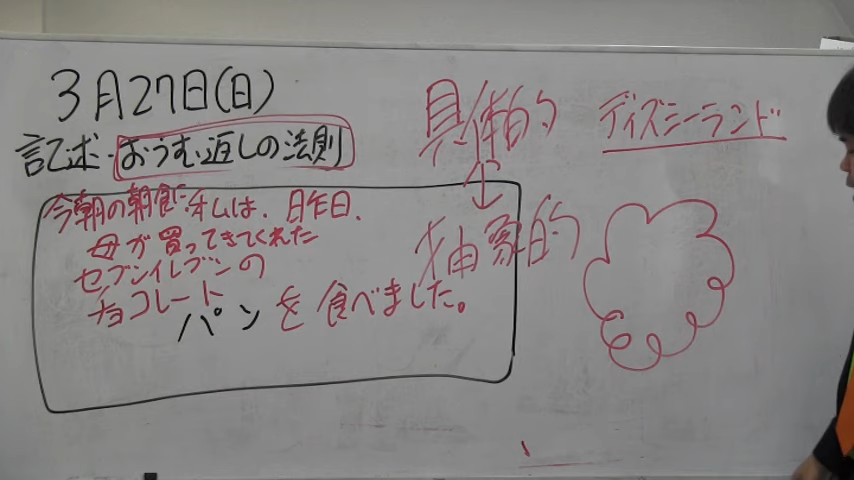 3月27日(日)
記述・おうむ返しの法則
今朝の朝食に、私は、昨日、
母が買ってきてくれた
セブンイレブンの
チョコレート
パンを食べました。
具体的
↕
抽象的
ディズニーランド